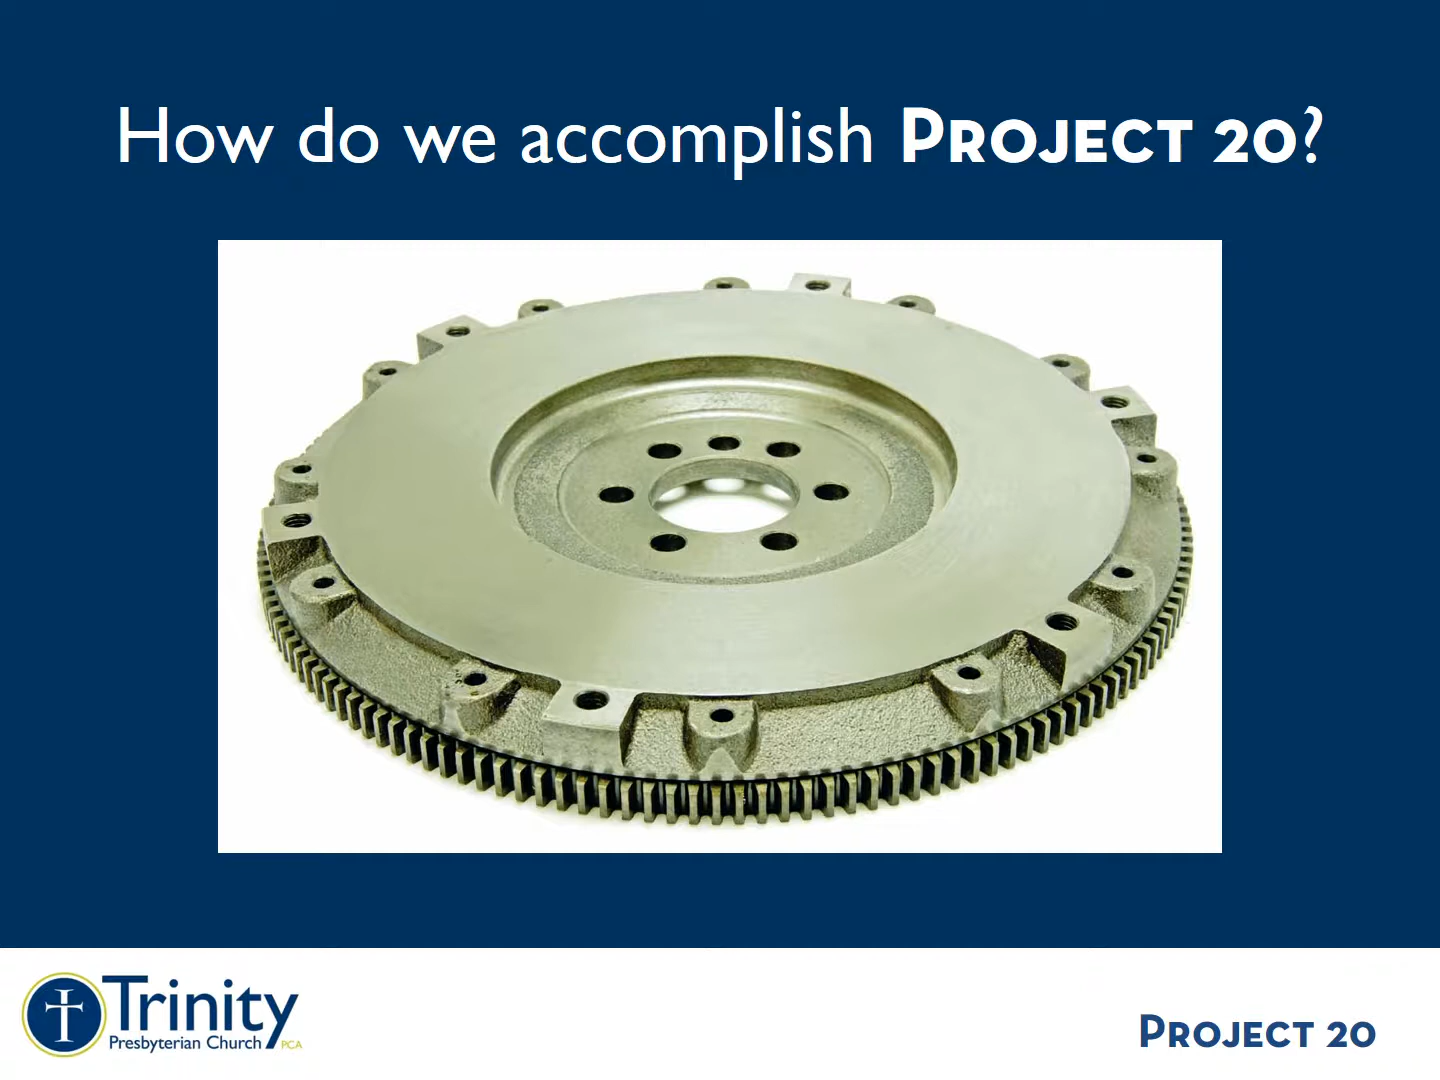 How do we accomplish PROJECT 20?
Trinity
Presbyterian Church PCA
PROJECT 20